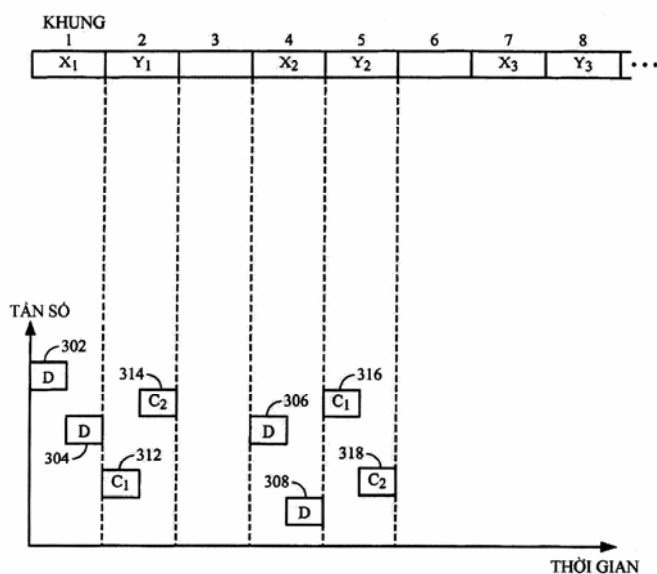 KHUNG
1 2 3 4 5 6 7 8
X1 Y1 X2 Y2 X3 Y3 ...
TẦN SỐ
302
D
314
C2
306
316
C1
D
304
312
C1
D
318
C2
308
D
THỜI GIAN